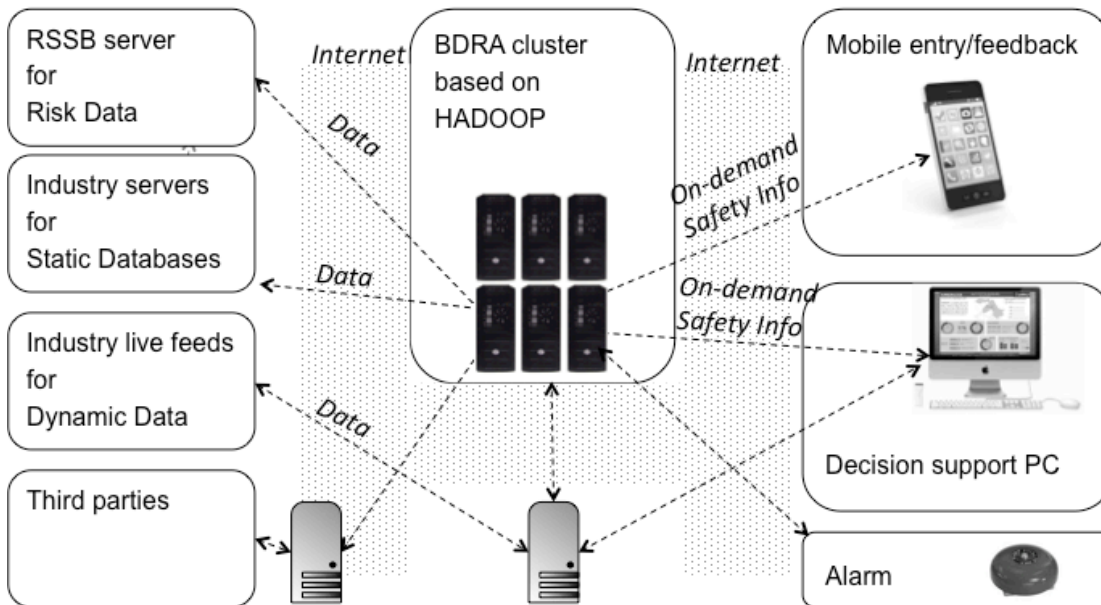 RSSB server
for
Risk Data
Industry servers
for
Static Databases
Industry live feeds
for
Dynamic Data
Third parties
Internet
Data
Data
Data
BDRA cluster
based on
HADOOP
Internet
On-demand
Safety Info
On-demand
Safety Info
Mobile entry/feedback
Decision support PC
Alarm